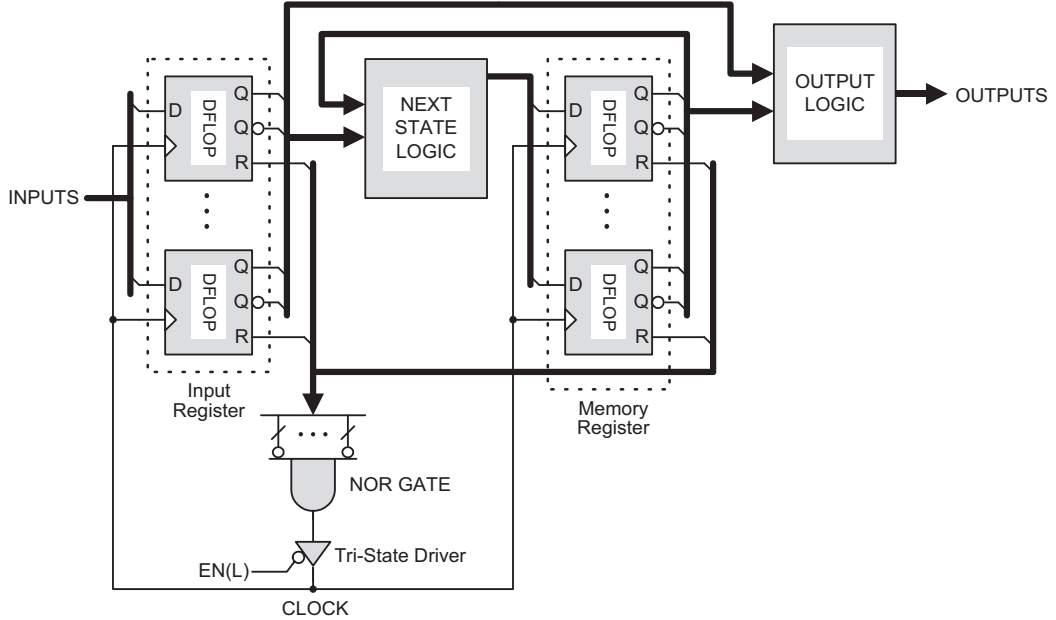 INPUTS
D
DFLOP
Q
Q
R
D
DFLOP
Q
Q
R
Input
Register
NEXT
STATE
LOGIC
D
DFLOP
Q
Q
R
D
DFLOP
Q
Q
R
Memory
Register
OUTPUT
LOGIC
OUTPUTS
NOR GATE
Tri-State Driver
EN(L)
CLOCK